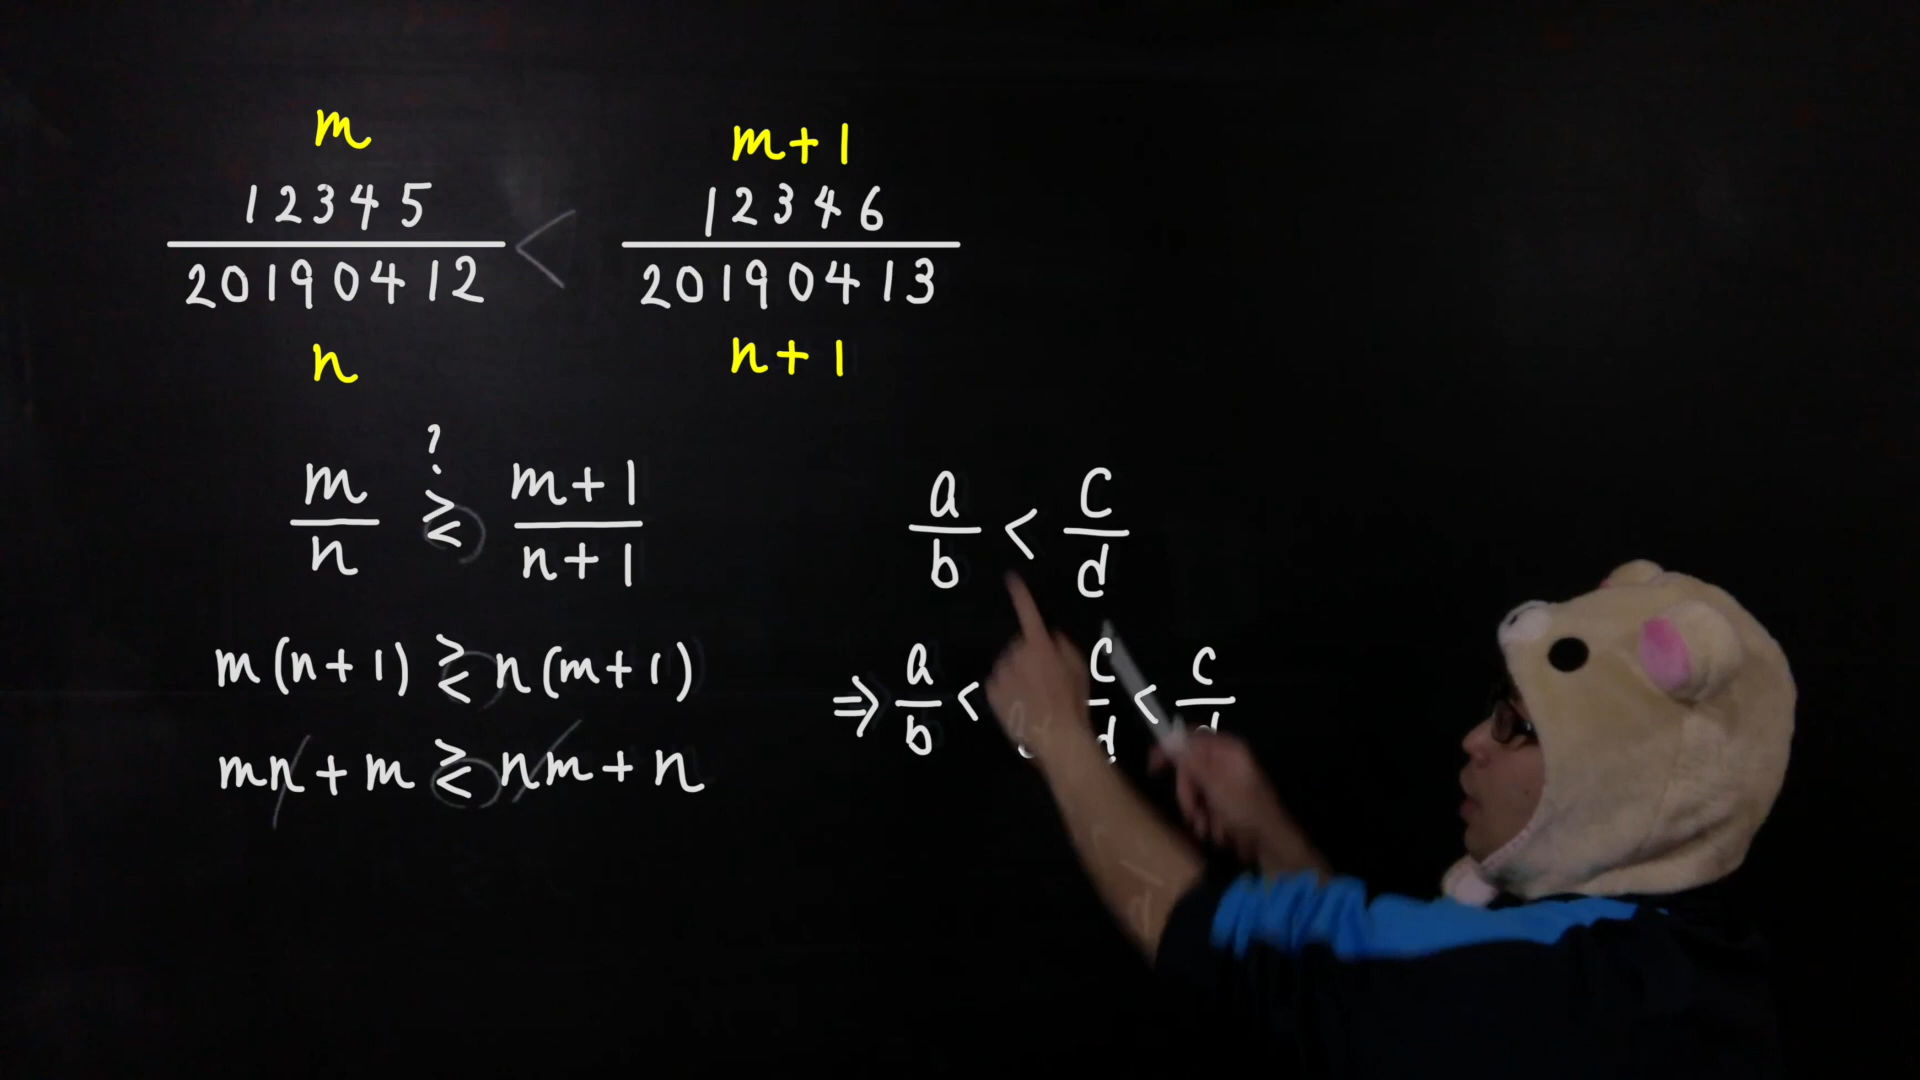 m m+1
12345 < 12346
20190412 20190413
n n+1
?
m ≷ m+1
n n+1
m(n+1) ≷ n(m+1)
mn+m ≷ nm+n
a < c
b d
⇒ a < c < c
b d d